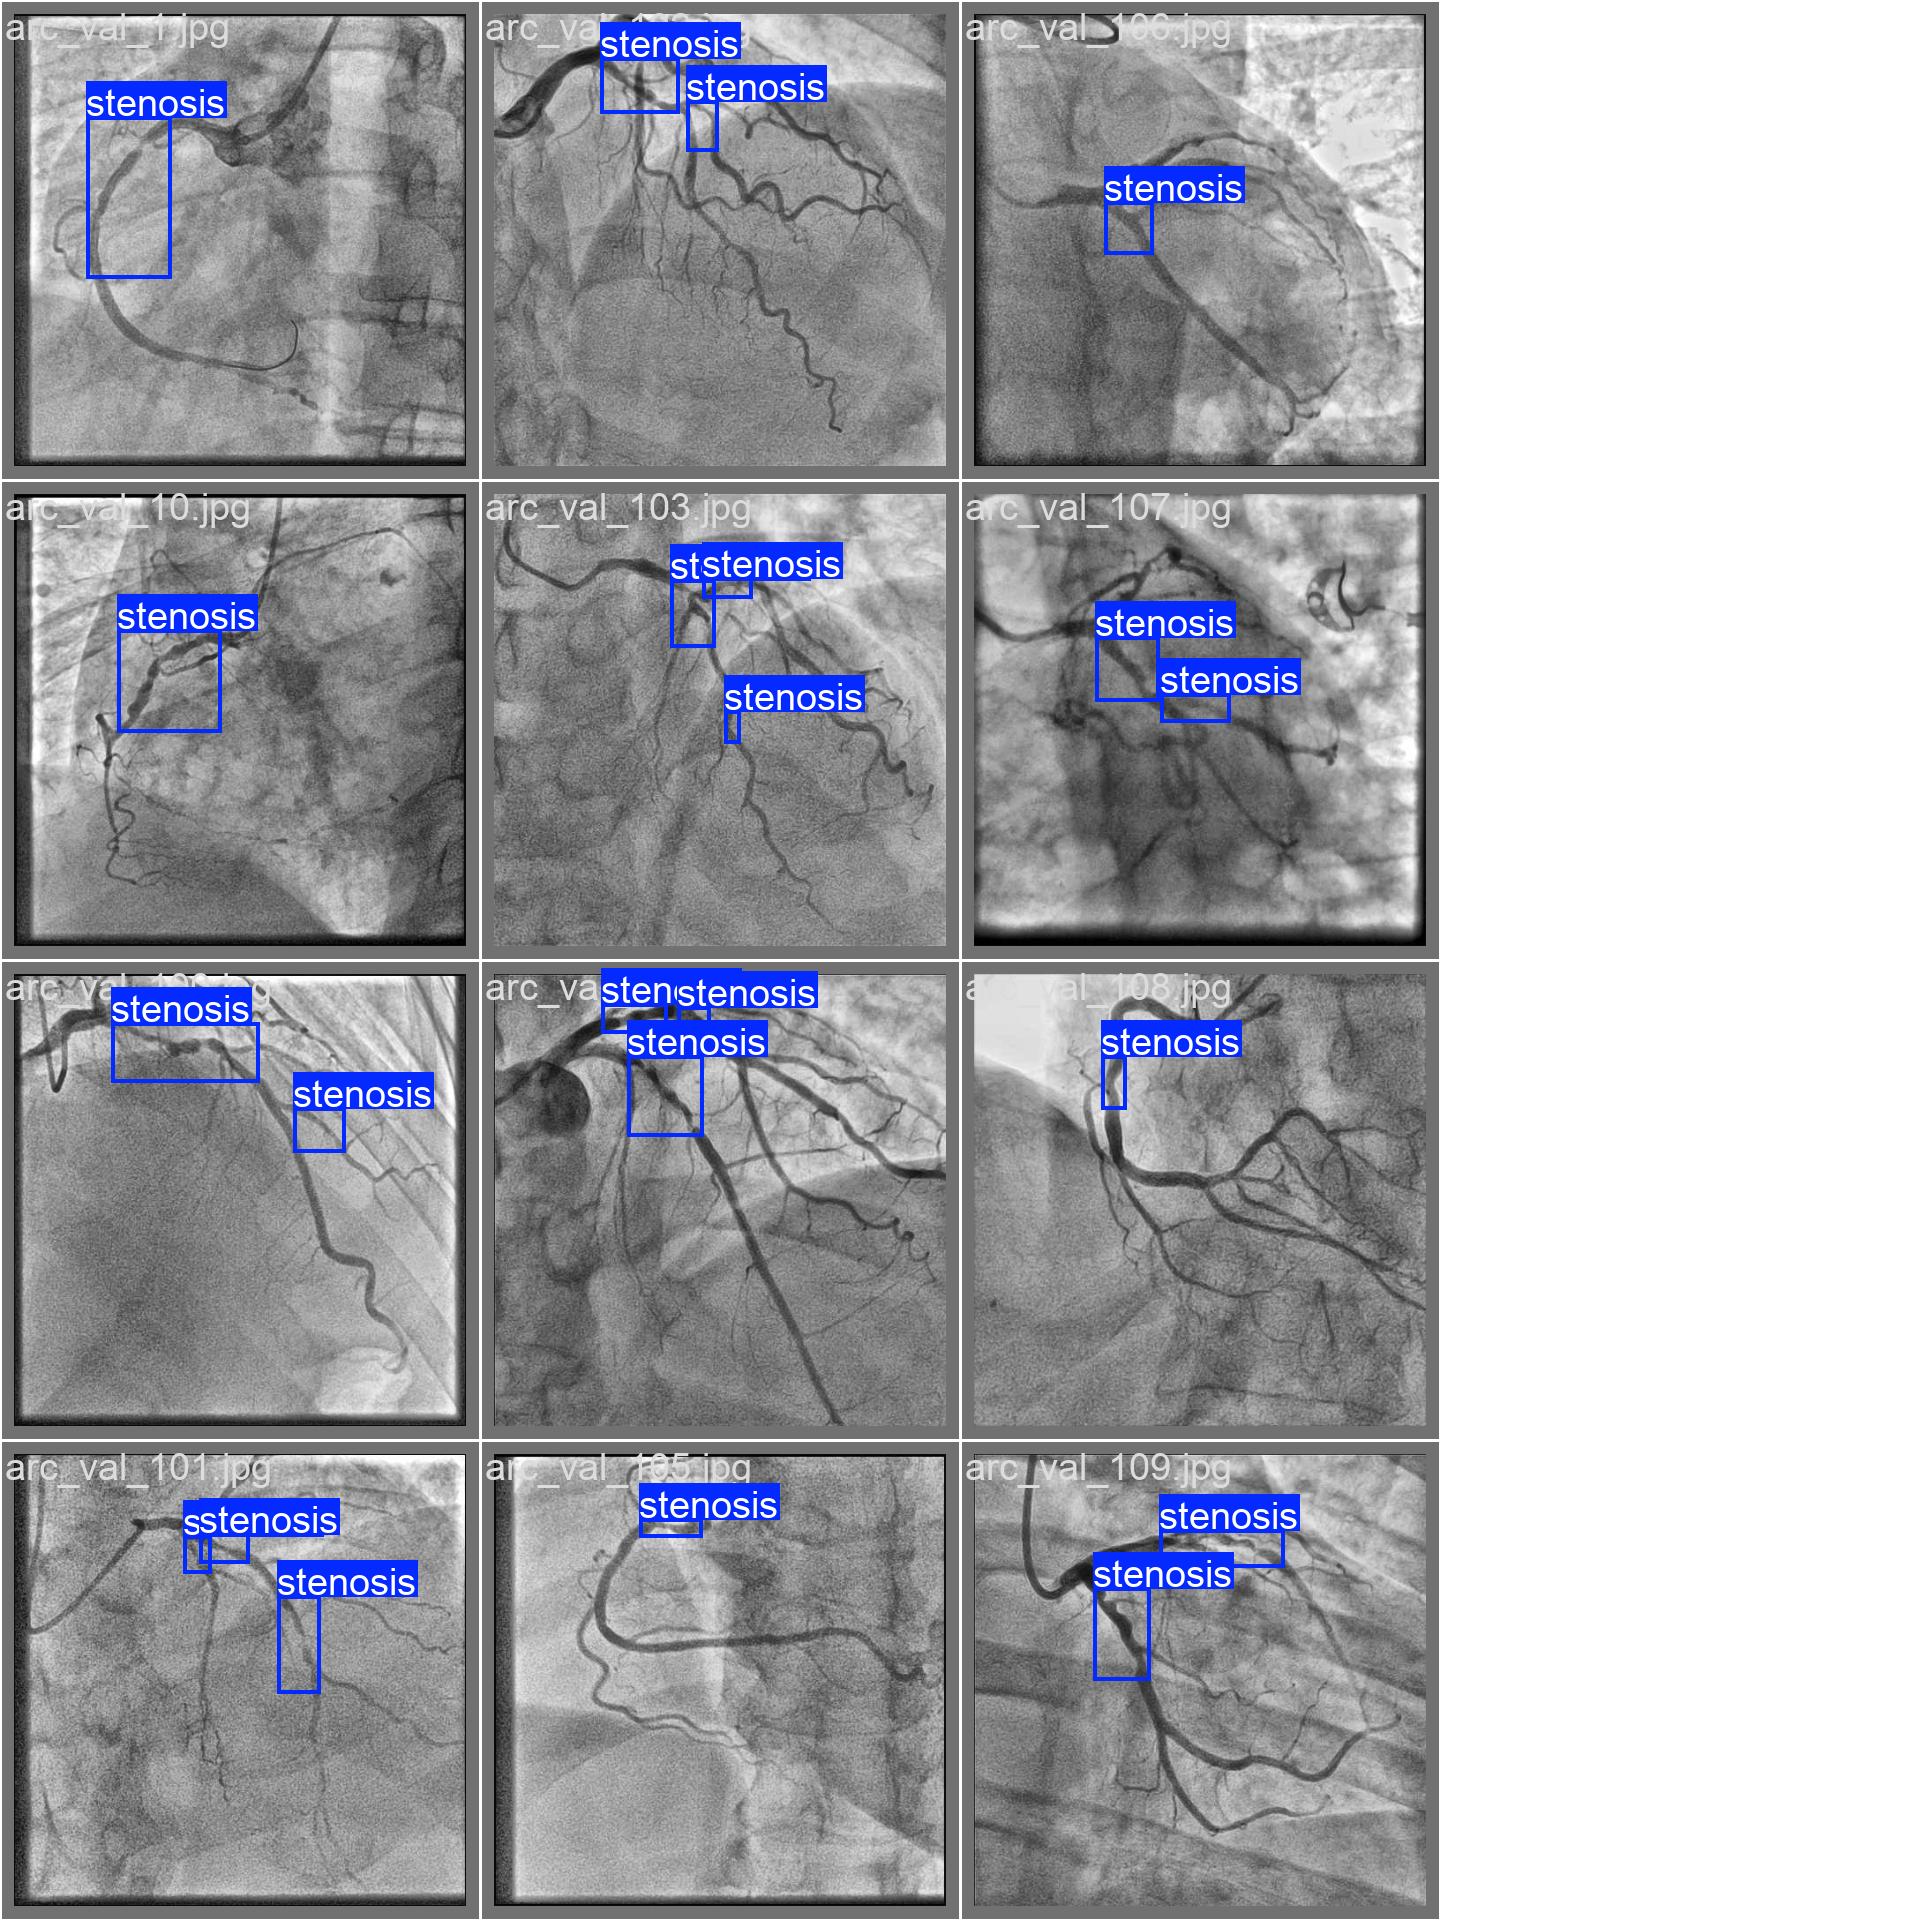 arc_val_1.jpg
stenosis
stenosis
stenosis
arc_val_106.jpg
stenosis
arc_val_10.jpg
stenosis
arc_val_103.jpg
stenosis
stenosis
arc_val_107.jpg
stenosis
stenosis
stenosis
stenosis
stenosis
stenosis
stenosis
stenosis
arc_val_101.jpg
stenosis
stenosis
arc_val_105.jpg
stenosis
arc_val_109.jpg
stenosis
stenosis